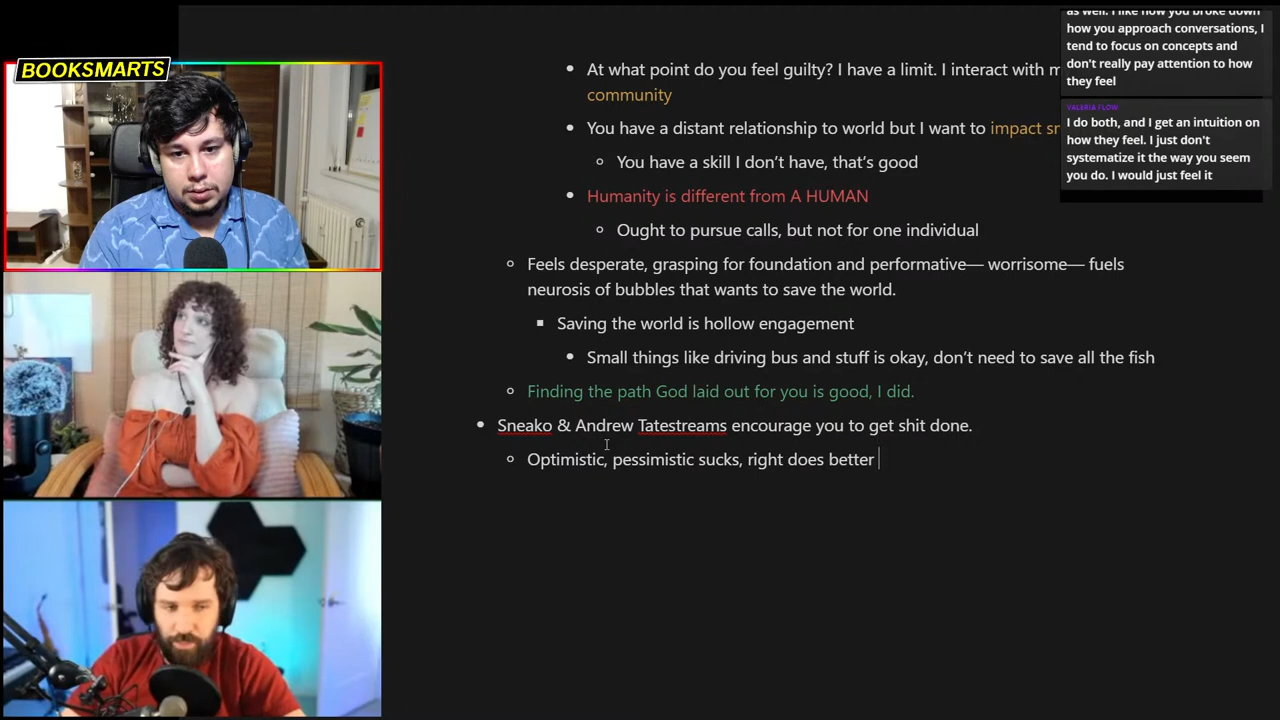 BOOKSMARTS
At what point do you feel guilty? I have a limit. I interact with m
community
You have a distant relationship to world but I want to impact sr
You have a skill I don’t have, that’s good
Humanity is different from A HUMAN
Ought to pursue calls, but not for one individual
Feels desperate, grasping for foundation and performative— worrisome— fuels
neurosis of bubbles that wants to save the world.
Saving the world is hollow engagement
Small things like driving bus and stuff is okay, don’t need to save all the fish
Finding the path God laid out for you is good, I did.
Sneako & Andrew Tatestreams encourage you to get shit done.
Optimistic, pessimistic sucks, right does better
as well. I like how you broke down
how you approach conversations, I
tend to focus on concepts and
don't really pay attention to how
they feel
VALERIA FLOW
I do both, and I get an intuition on
how they feel. I just don't
systematize it the way you seem
you do. I would just feel it